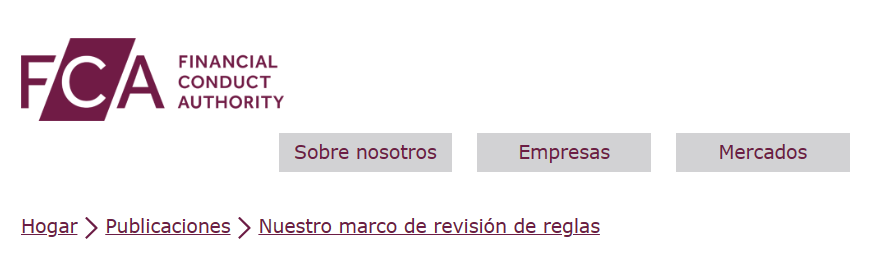 FCA
FINANCIAL
CONDUCT
AUTHORITY
Sobre nosotros Empresas Mercados
Hogar > Publicaciones > Nuestro marco de revisión de reglas